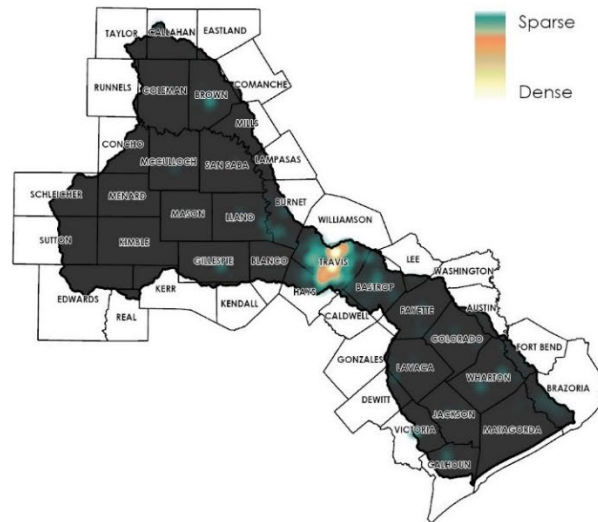 Sparse
Dense
TAYLOR
CALLAHAN
EASTLAND
RUNNELS
COLEMAN
BROWN
COMANCHE
MILLS
CONCHO
MCCULLOCH
SAN SABA
LAMPASAS
SCHLEICHER
MENARD
BURNET
MASON
LLANO
WILLIAMSON
SUTTON
KIMBLE
GILLESPIE
BLANCO
TRAVIS
LEE
WASHINGTON
EDWARDS
REAL
KERR
KENDALL
HAYS
BASTROP
CALDWELL
FAYETTE
AUSTIN
COLORADO
FORT BEND
GONZALES
LAVACA
WHARTON
BRAZORIA
DEWITT
VICTORIA
JACKSON
MATAGORDA
CALHOUN